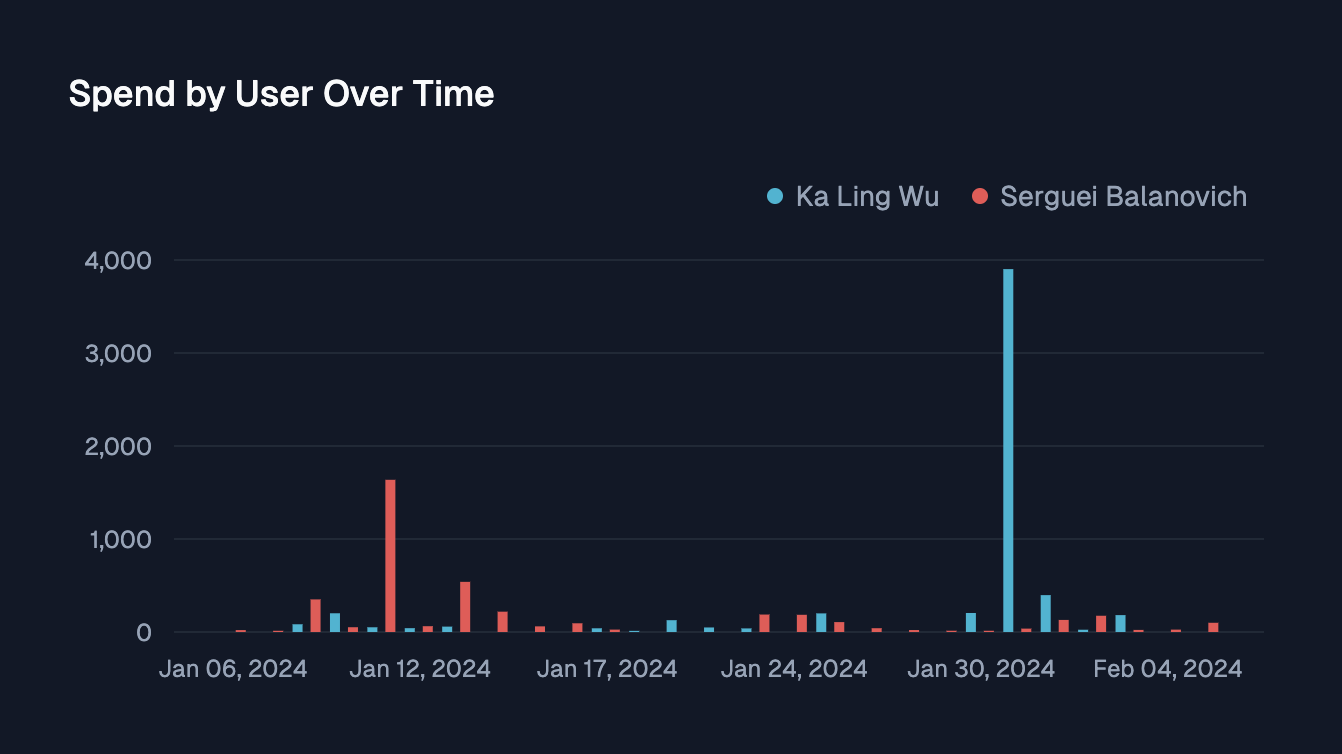 Spend by User Over Time
Ka Ling Wu Serguei Balanovich
4,000
3,000
2,000
1,000
0
Jan 06, 2024 Jan 12, 2024 Jan 17, 2024 Jan 24, 2024 Jan 30, 2024 Feb 04, 2024